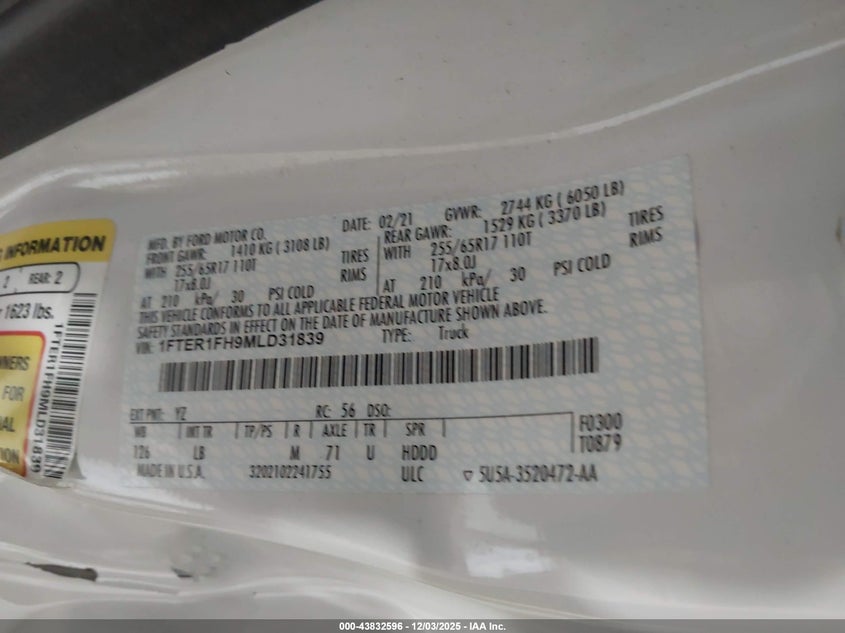 G INFORMATION
2 REAR: 2
1623 lbs.
1FTER1FH9MLD31839
OWNERS
FOR
MFD. BY FORD MOTOR CO. DATE: 02/21 GVWR: 2744 KG ( 6050 LB)
FRONT GAWR: 1410 KG ( 3108 LB) REAR GAWR: 1529 KG ( 3370 LB)
WITH 255/65R17 110T TIRES WITH 255/65R17 110T TIRES
17x8.0J RIMS 17x8.0J RIMS
AT 210 kPa/ 30 PSI COLD AT 210 kPa/ 30 PSI COLD
THIS VEHICLE CONFORMS TO ALL APPLICABLE FEDERAL MOTOR VEHICLE
SAFETY STANDARDS IN EFFECT ON THE DATE OF MANUFACTURE SHOWN ABOVE.
VIN: 1FTER1FH9MLD31839 TYPE: Truck
EXT PNT: YZ RC: 56 DSO:
WB INT TR TP/PS R AXLE TR SPR F0300
126 LB M 71 U HDDD T0879
MADE IN U.S.A. 3202102241755 ULC ▽ 5U5A-3520472-AA
000-43832596 - 12/03/2025 - IAA Inc.